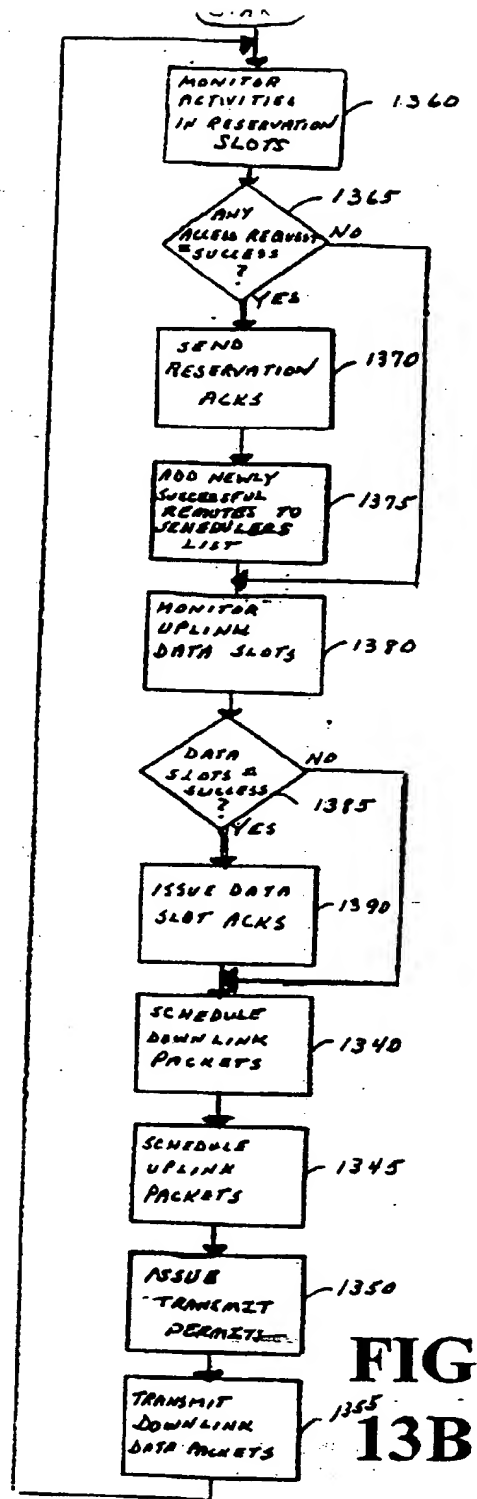 MONITOR
ACTIVITIES
IN RESERVATION
SLOTS
1360
1365
ANY
ACCESS REQUEST
= SUCCESS
?
NO
YES
SEND
RESERVATION
ACKS
1370
ADD NEWLY
SUCCESSFUL
REMOTES TO
SCHEDULERS
LIST
1375
MONITOR
UPLINK
DATA SLOTS
1380
DATA
SLOTS =
SUCCESS
?
NO
1385
YES
ISSUE DATA
SLOT ACKS
1390
SCHEDULE
DOWNLINK
PACKETS
1340
SCHEDULE
UPLINK
PACKETS
1345
ISSUE
TRANSMIT
PERMITS
1350
TRANSMIT
DOWNLINK
DATA PACKETS
1355
FIG
13B